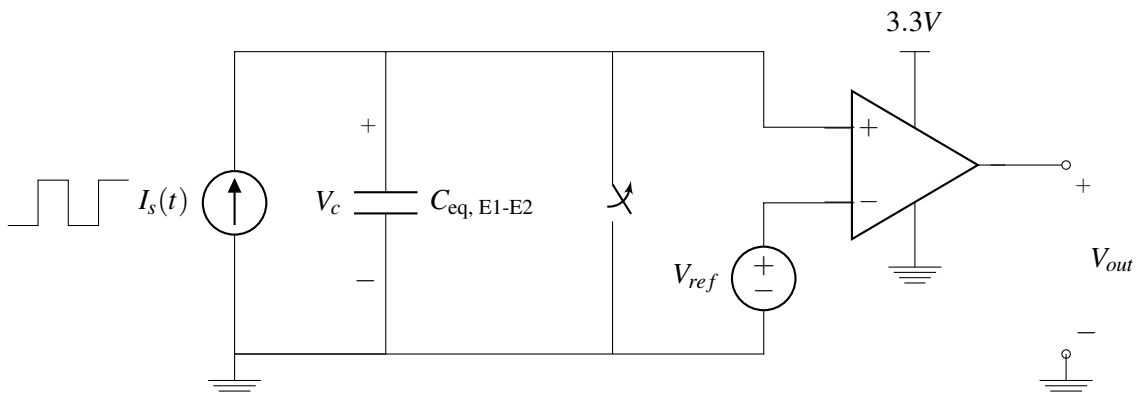 3.3V
+
+
I_s(t)
V_c
C_eq, E1-E2
−
+
−
V_ref
+
−
+
V_out
−
−